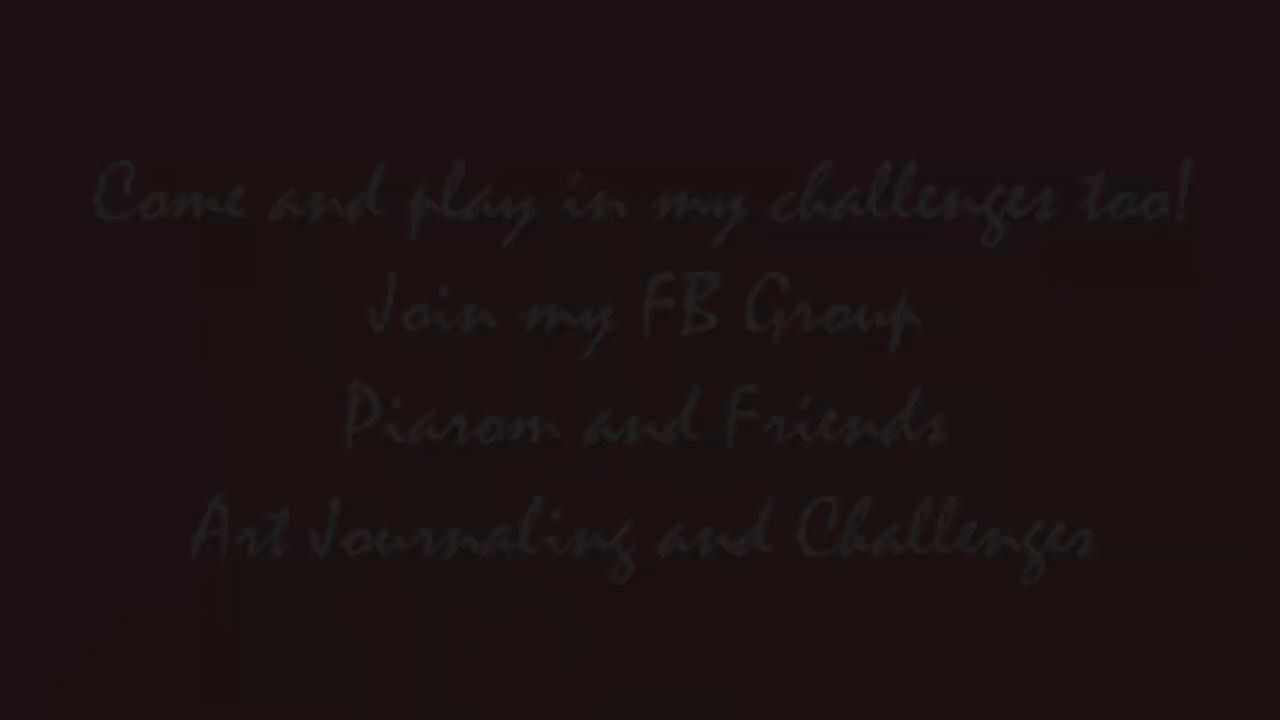 Come and play in my challenges too!
Join my FB Group
Piarom and Friends
Art Journaling and Challenges